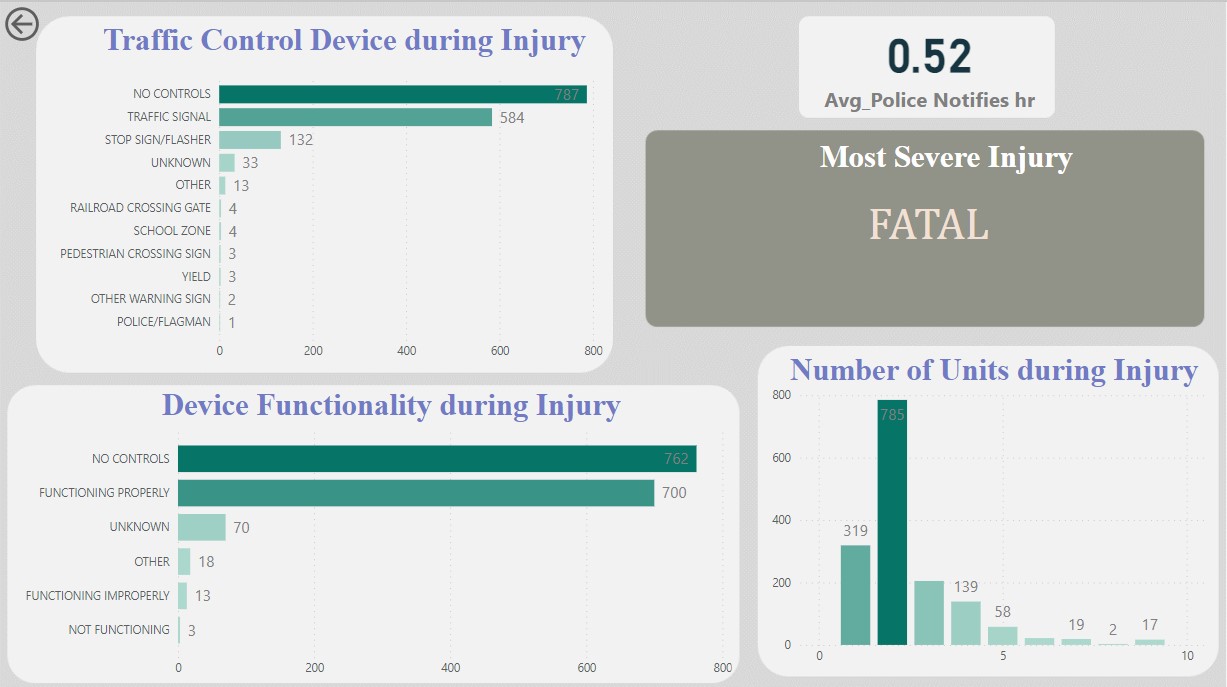 Traffic Control Device during Injury
NO CONTROLS 787
TRAFFIC SIGNAL 584
STOP SIGN/FLASHER 132
UNKNOWN 33
OTHER 13
RAILROAD CROSSING GATE 4
SCHOOL ZONE 4
PEDESTRIAN CROSSING SIGN 3
YIELD 3
OTHER WARNING SIGN 2
POLICE/FLAGMAN 1
0 200 400 600 800
0.52
Avg_Police Notifies hr
Most Severe Injury
FATAL
Device Functionality during Injury
NO CONTROLS 762
FUNCTIONING PROPERLY 700
UNKNOWN 70
OTHER 18
FUNCTIONING IMPROPERLY 13
NOT FUNCTIONING 3
0 200 400 600 800
Number of Units during Injury
800
785
600
400
319
200
139
58
19
2
17
0
0 5 10